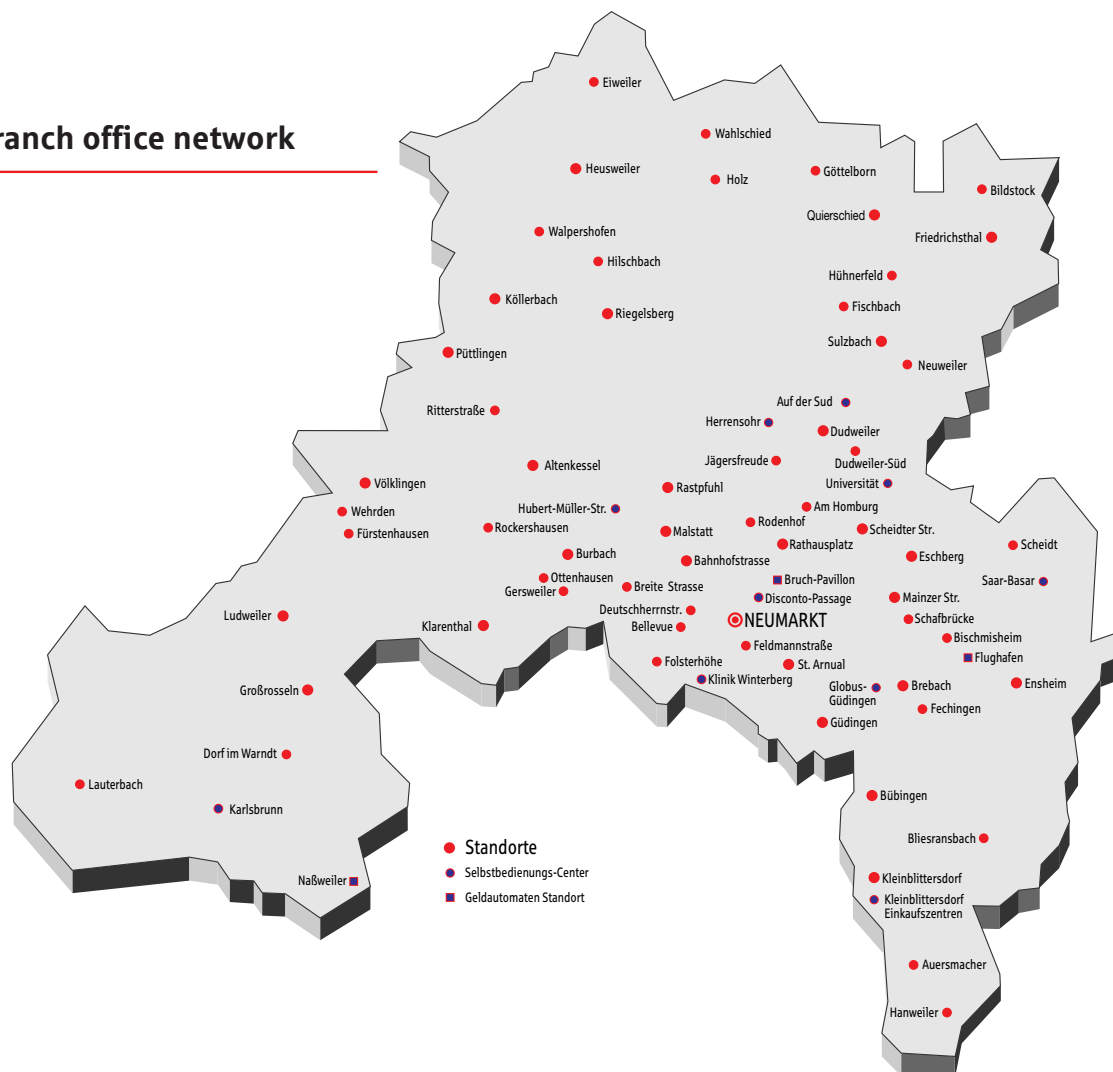 ranch office network
Eiweiler
Wahlschied
Heusweiler
Holz
Göttelborn
Bildstock
Quierschied
Walpershofen
Friedrichsthal
Hilschbach
Hühnerfeld
Köllerbach
Fischbach
Riegelsberg
Sulzbach
Püttlingen
Neuweiler
Auf der Sud
Ritterstraße
Herrensohr
Dudweiler
Jägersfreude
Dudweiler-Süd
Altenkessel
Völklingen
Universität
Rastpfuhl
Wehrden
Hubert-Müller-Str.
Am Homburg
Rodenhof
Rockershausen
Fürstenhausen
Malstatt
Scheidter Str.
Rathausplatz
Scheidt
Burbach
Bahnhofstrasse
Eschberg
Ottenhausen
Bruch-Pavillon
Saar-Basar
Breite Strasse
Gersweiler
Disconto-Passage
Mainzer Str.
Deutschherrnstr.
Ludweiler
NEUMARKT
Schafbrücke
Klarenthal
Bellevue
Bischmisheim
Feldmannstraße
Flughafen
Folsterhöhe
St. Arnual
Klinik Winterberg
Globus-
Güdingen
Brebach
Ensheim
Großrosseln
Fechingen
Güdingen
Dorf im Warndt
Lauterbach
Bübingen
Karlsbrunn
Bliesransbach
Standorte
Selbstbedienungs-Center
Geldautomaten Standort
Naßweiler
Kleinblittersdorf
Kleinblittersdorf
Einkaufszentren
Auersmacher
Hanweiler